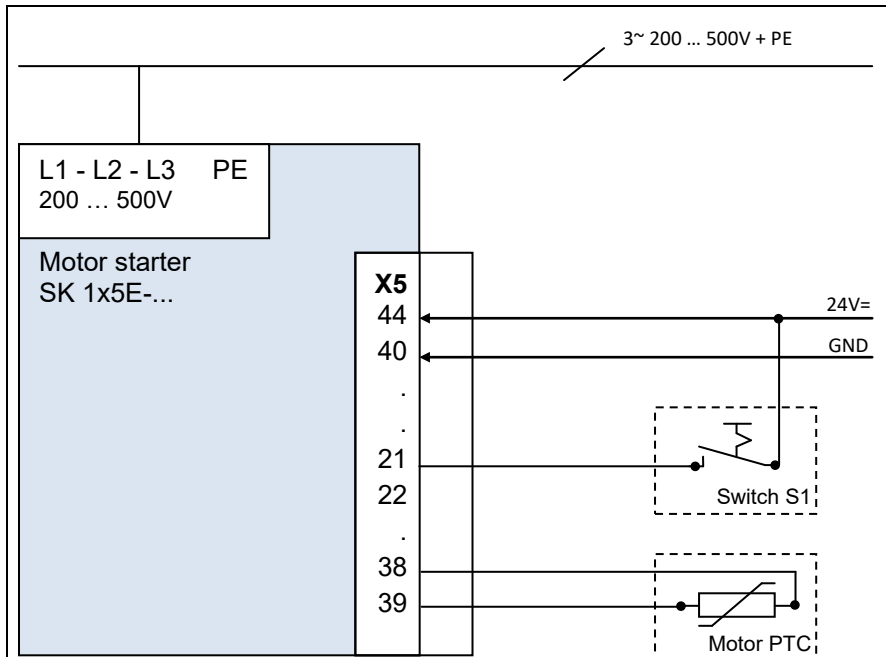 3~ 200 ... 500V + PE
L1 - L2 - L3 PE
200 … 500V
Motor starter
SK 1x5E-...
X5
44
24V=
40
GND
.
.
21
22
Switch S1
.
38
39
Motor PTC